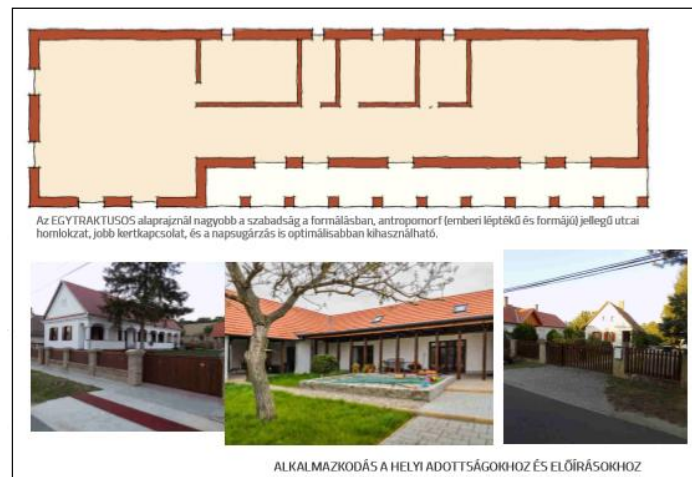 Az EGYTRAKTUSOS alaprajznál nagyobb a szabadság a formálásban, antropomorf (emberi léptékű és formájú) jellegű utcai
homlokzat, jobb kertkapcsolat, és a napsugárzás is optimálisabban kihasználható.
ALKALMAZKODÁS A HELYI ADOTTSÁGOKHOZ ÉS ELŐÍRÁSOKHOZ